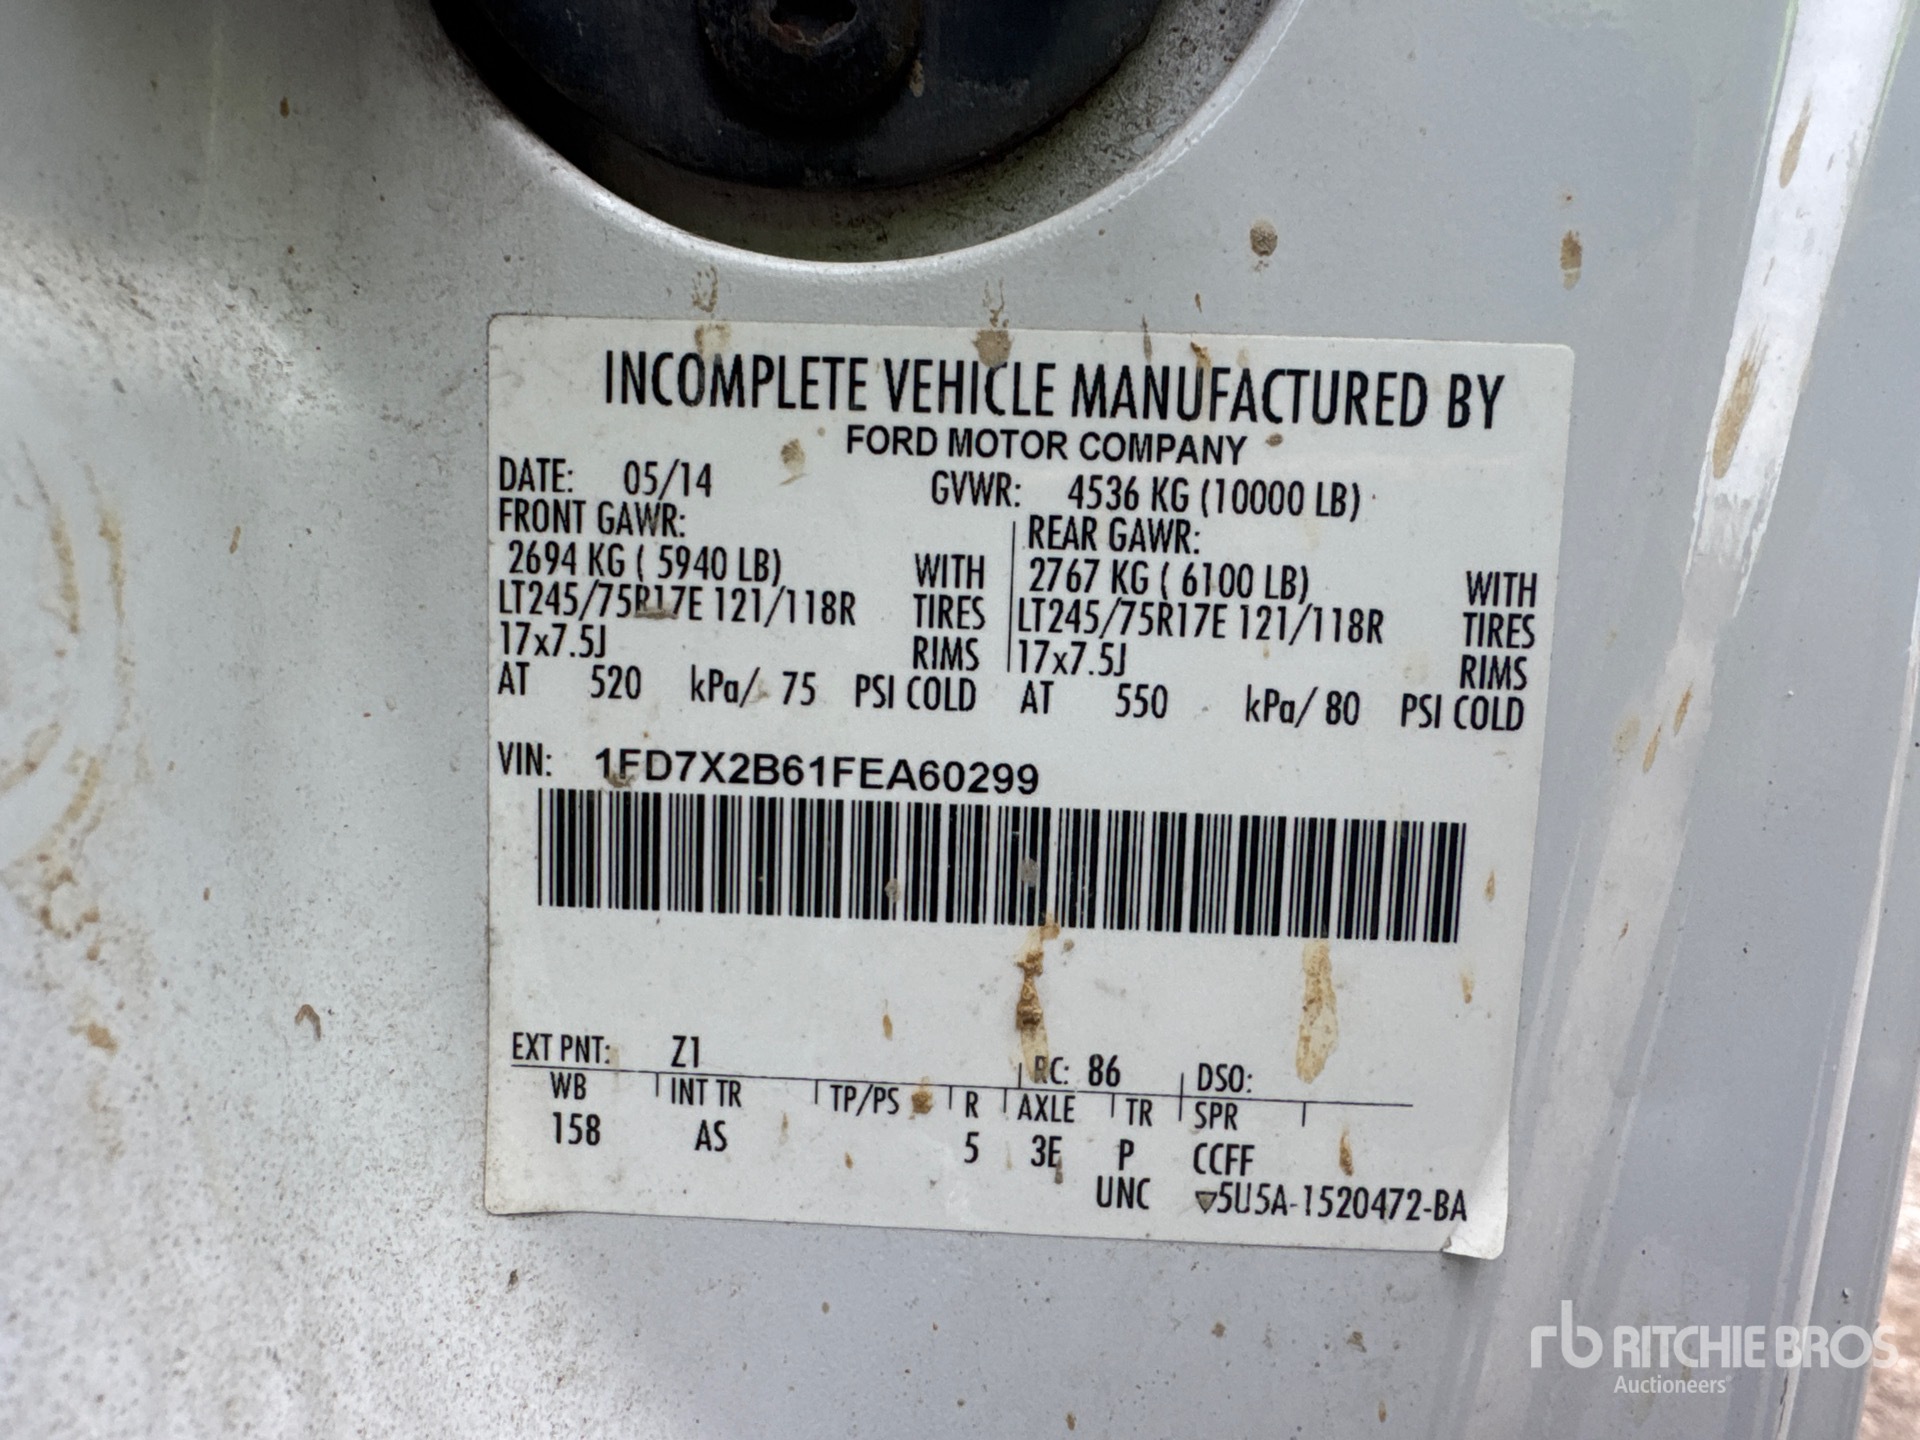 INCOMPLETE VEHICLE MANUFACTURED BY
FORD MOTOR COMPANY
DATE: 05/14 GVWR: 4536 KG (10000 LB)
FRONT GAWR: REAR GAWR:
2694 KG ( 5940 LB) WITH 2767 KG ( 6100 LB) WITH
LT245/75R17E 121/118R TIRES LT245/75R17E 121/118R TIRES
17x7.5J RIMS 17x7.5J RIMS
AT 520 kPa/ 75 PSI COLD AT 550 kPa/ 80 PSI COLD
VIN: 1FD7X2B61FEA60299
EXT PNT: Z1 RC: 86 DSO:
WB INT TR TP/PS R AXLE TR SPR
158 AS 5 3E P CCFF
UNC 5U5A-1520472-BA
rb RITCHIE BROS
Auctioneers